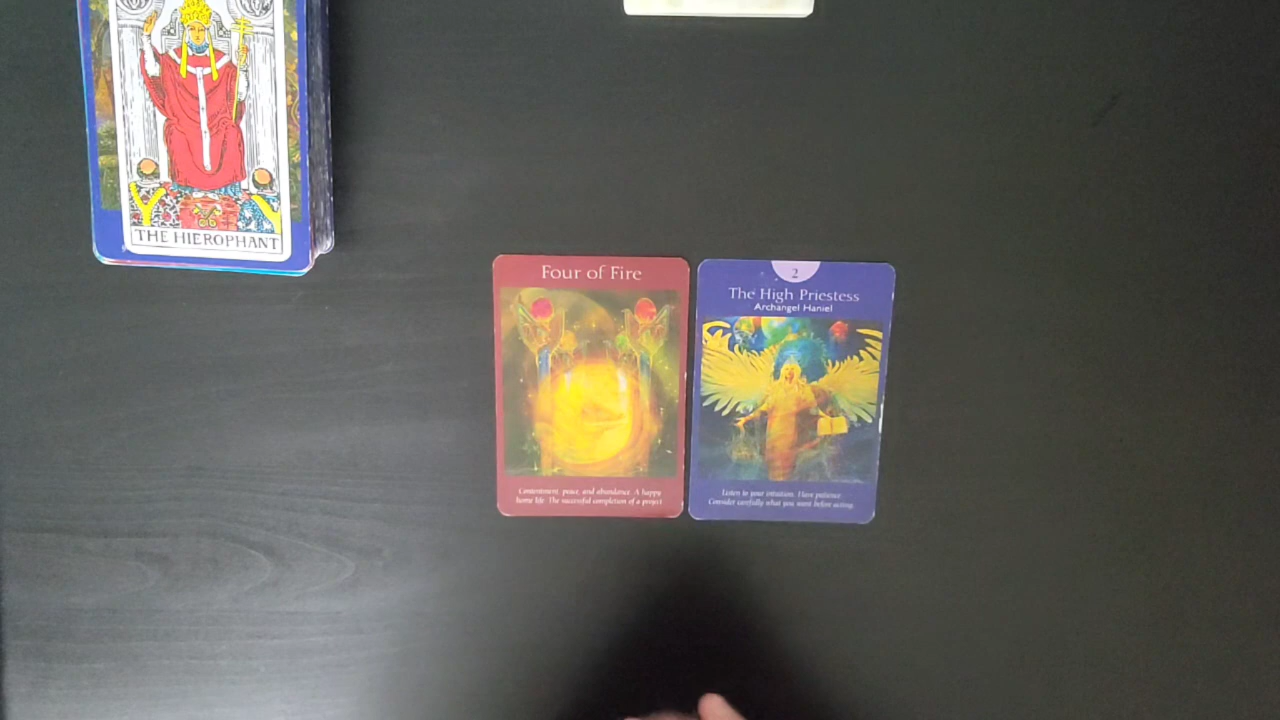 THE HIEROPHANT
Four of Fire
Contentment, peace, and abundance. A happy
home life. The successful completion of a project
2
The High Priestess
Archangel Haniel
Listen to your intuition. Have patience.
Consider carefully what you want before acting.